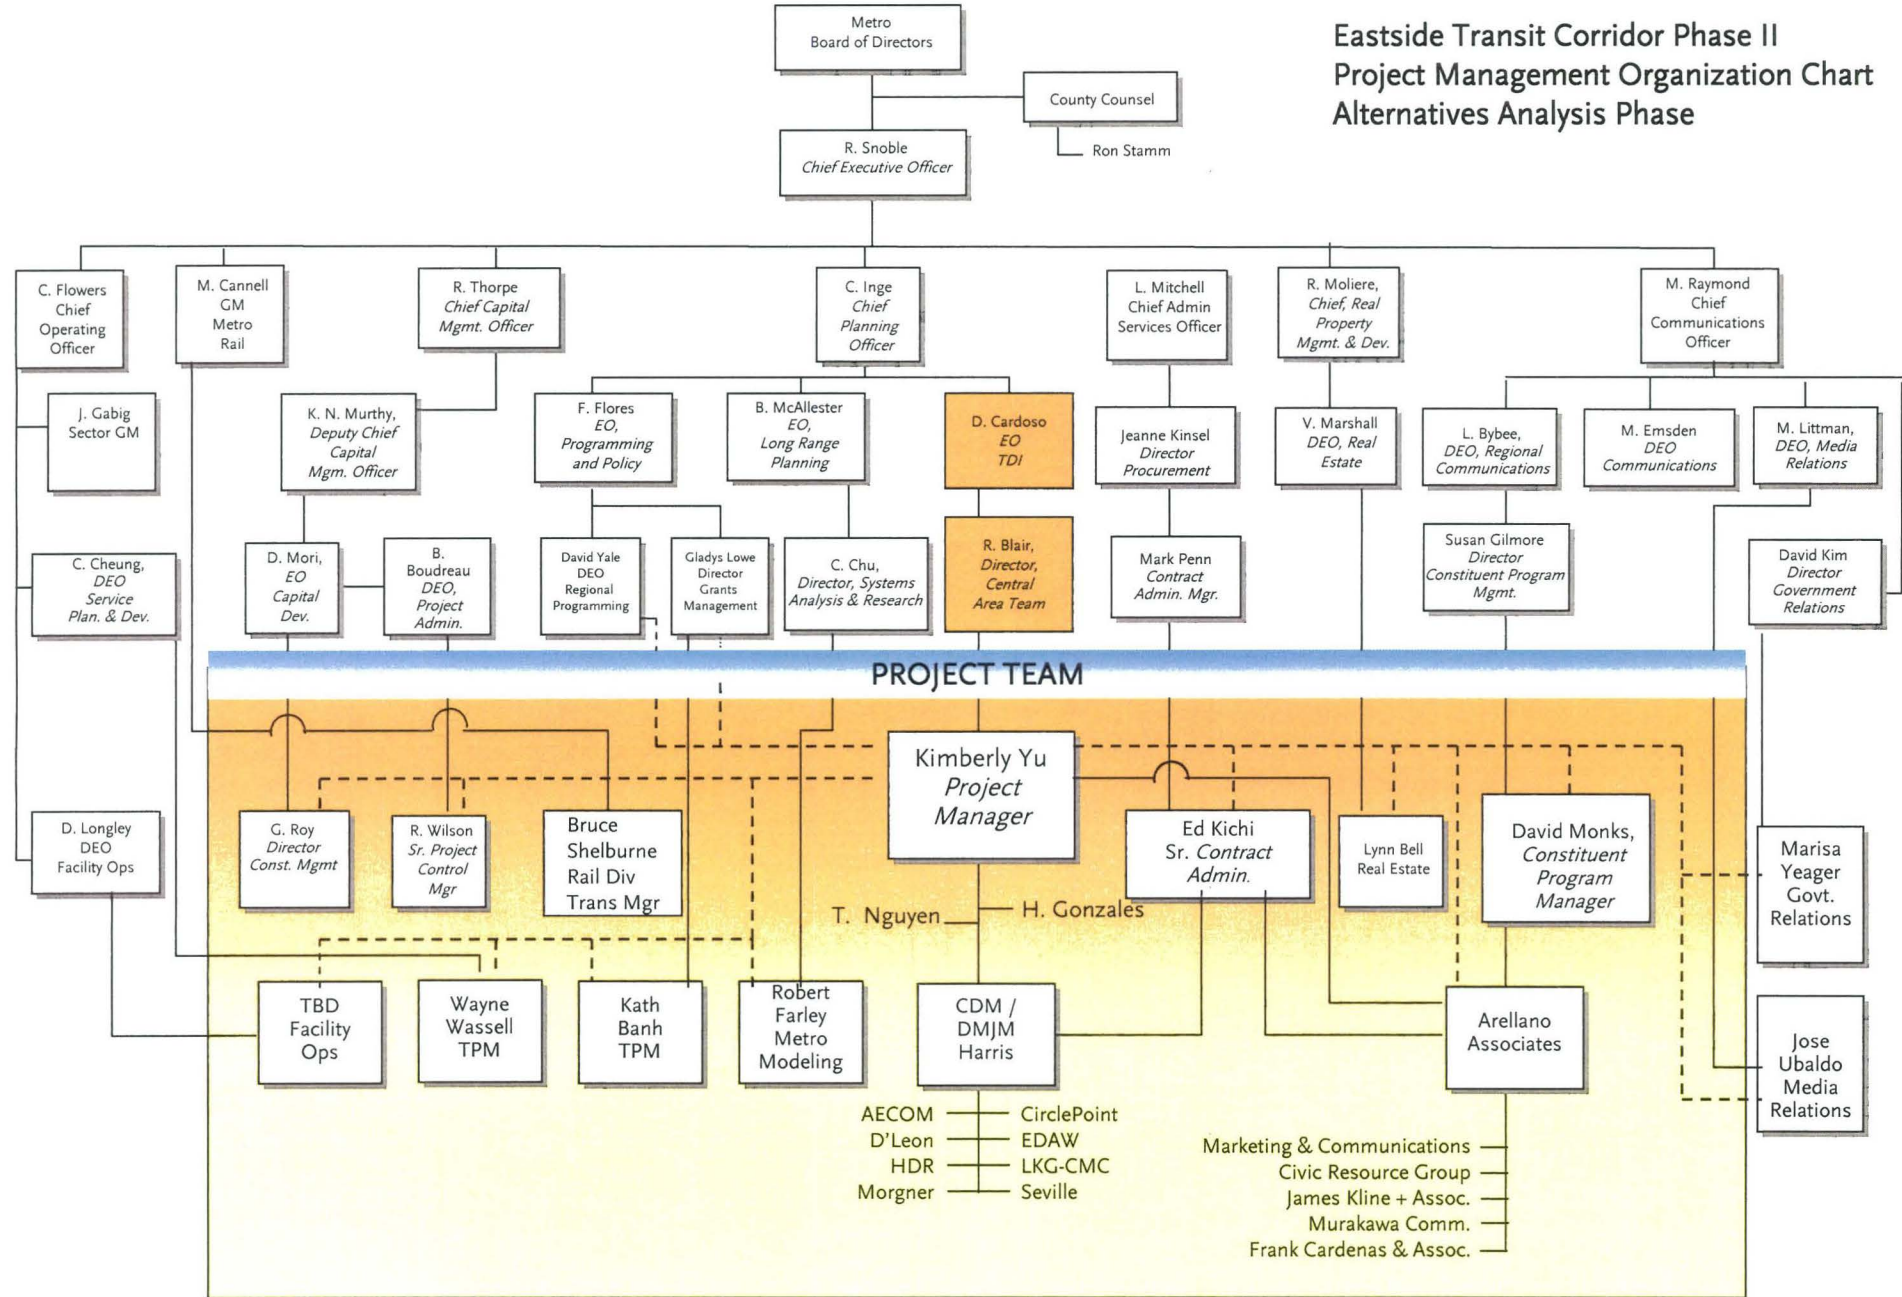 Eastside Transit Corridor Phase II
Project Management Organization Chart
Alternatives Analysis Phase
Metro
Board of Directors
County Counsel
Ron Stamm
R. Snoble
Chief Executive Officer
C. Flowers
Chief
Operating
Officer
M. Cannell
GM
Metro
Rail
R. Thorpe
Chief Capital
Mgmt. Officer
C. Inge
Chief
Planning
Officer
L. Mitchell
Chief Admin
Services Officer
R. Moliere,
Chief, Real
Property
Mgmt. & Dev.
M. Raymond
Chief
Communications
Officer
J. Gabig
Sector GM
K. N. Murthy,
Deputy Chief
Capital
Mgm. Officer
F. Flores
EO,
Programming
and Policy
B. McAllester
EO,
Long Range
Planning
D. Cardoso
EO
TDI
Jeanne Kinsel
Director
Procurement
V. Marshall
DEO, Real
Estate
L. Bybee,
DEO, Regional
Communications
M. Emsden
DEO
Communications
M. Littman,
DEO, Media
Relations
C. Cheung,
DEO
Service
Plan. & Dev.
D. Mori,
EO
Capital
Dev.
B.
Boudreau
DEO,
Project
Admin.
David Yale
DEO
Regional
Programming
Gladys Lowe
Director
Grants
Management
C. Chu,
Director, Systems
Analysis & Research
R. Blair,
Director,
Central
Area Team
Mark Penn
Contract
Admin. Mgr.
Susan Gilmore
Director
Constituent Program
Mgmt.
David Kim
Director
Government
Relations
PROJECT TEAM
D. Longley
DEO
Facility Ops
G. Roy
Director
Const. Mgmt
R. Wilson
Sr. Project
Control
Mgr
Bruce
Shelburne
Rail Div
Trans Mgr
Kimberly Yu
Project
Manager
Ed Kichi
Sr. Contract
Admin.
Lynn Bell
Real Estate
David Monks,
Constituent
Program
Manager
Marisa
Yeager
Govt.
Relations
T. Nguyen
H. Gonzales
TBD
Facility
Ops
Wayne
Wassell
TPM
Kath
Banh
TPM
Robert
Farley
Metro
Modeling
CDM /
DMJM
Harris
Arellano
Associates
Jose
Ubaldo
Media
Relations
AECOM
CirclePoint
D'Leon
EDAW
HDR
LKG-CMC
Morgner
Seville
Marketing & Communications
Civic Resource Group
James Kline + Assoc.
Murakawa Comm.
Frank Cardenas & Assoc.